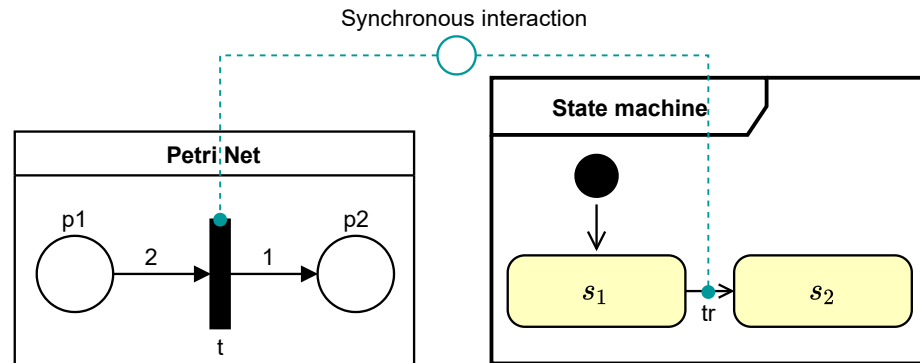 Synchronous interaction
State machine
Petri Net
p1
2
1
p2
t
s₁
tr
s₂